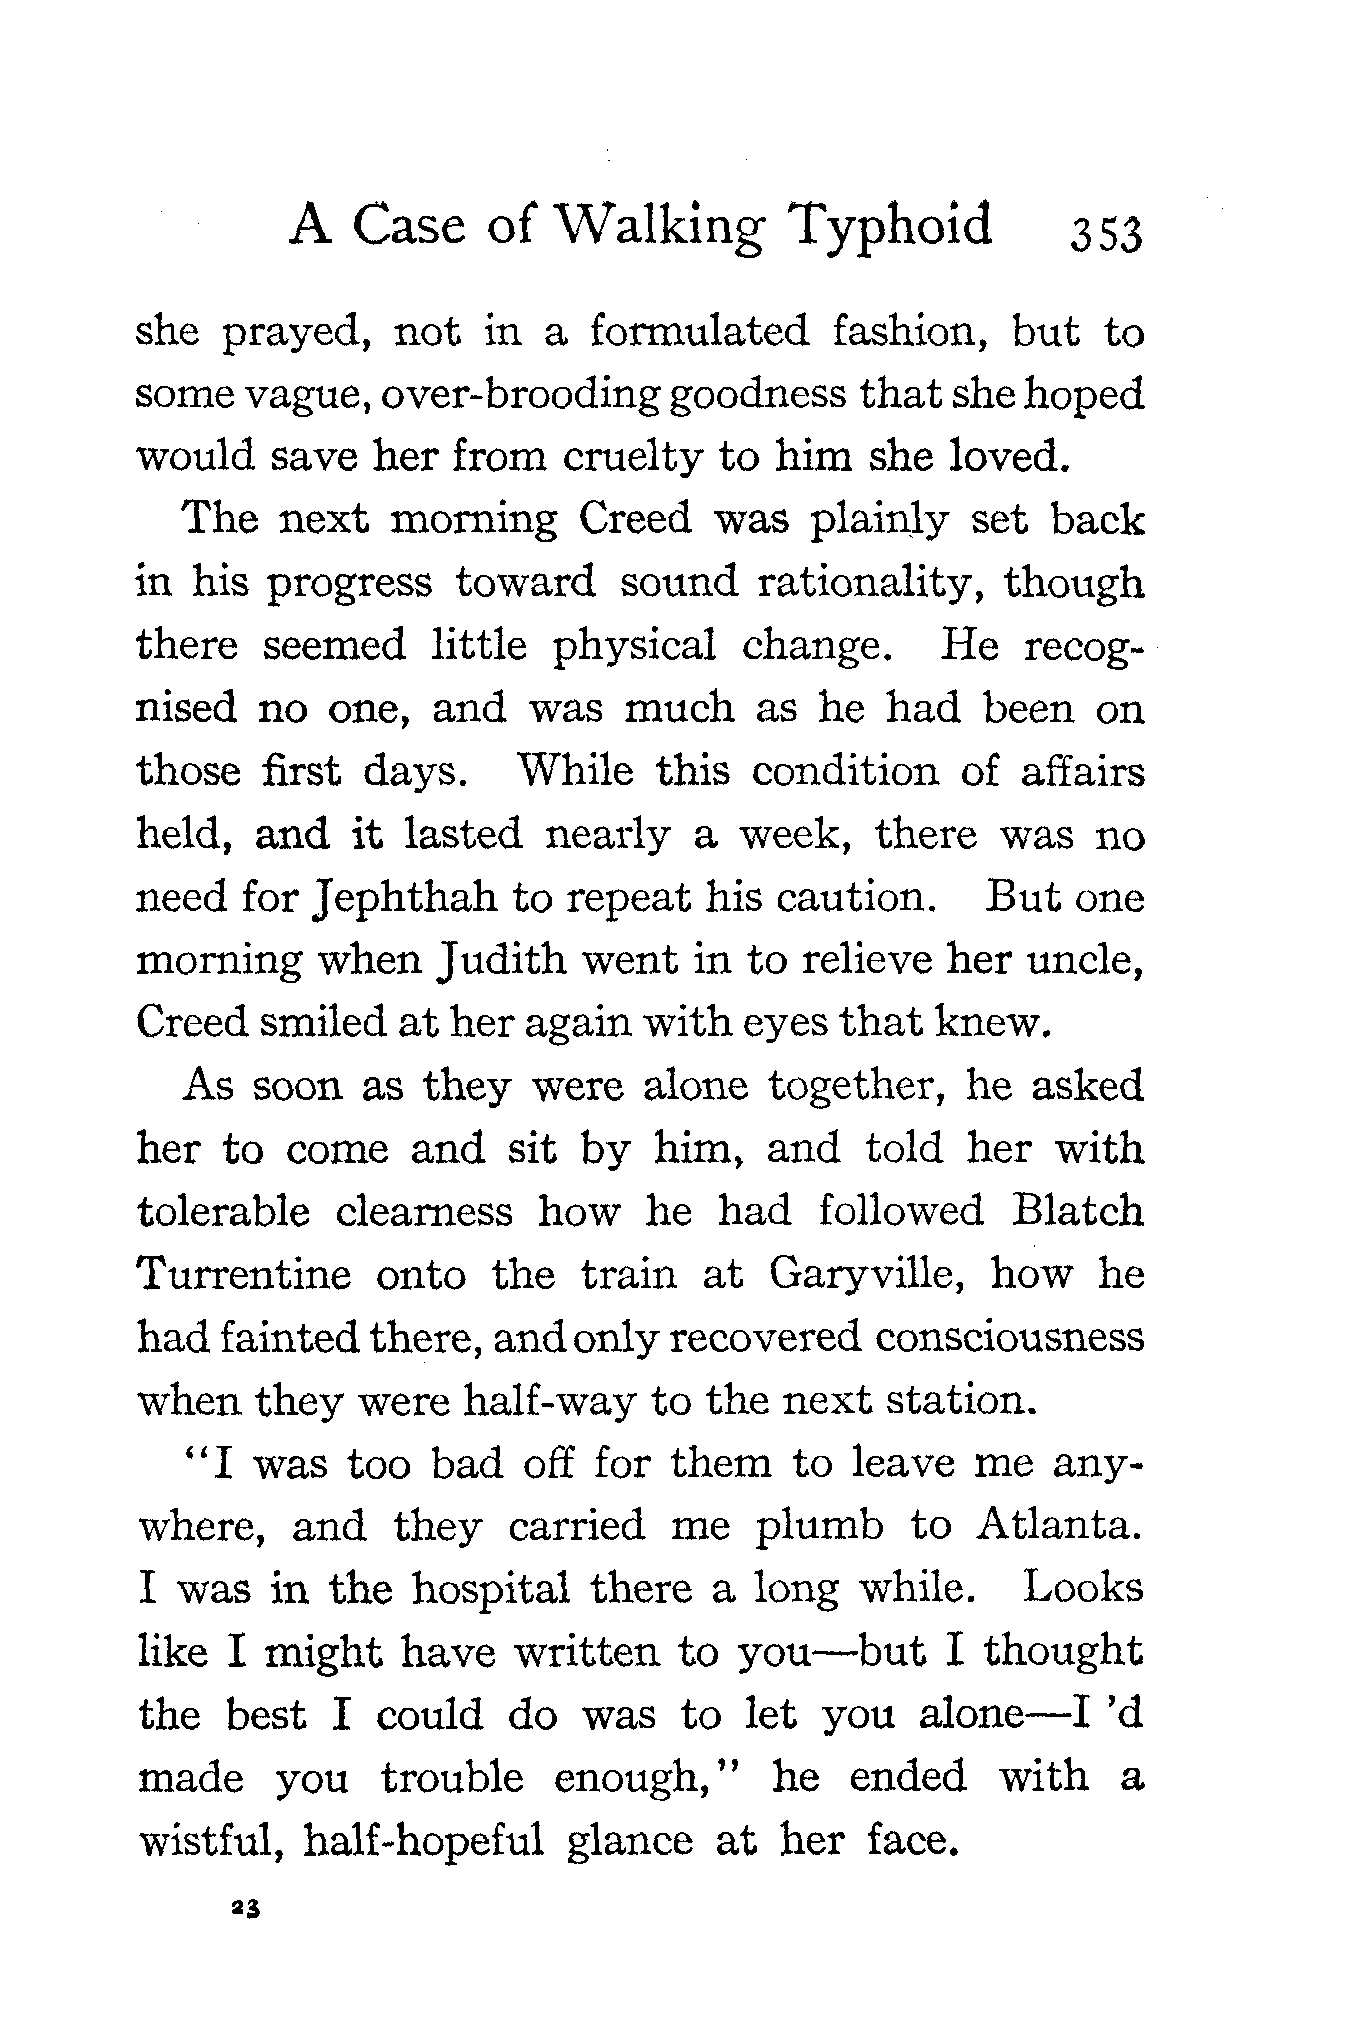 A Case of Walking Typhoid 353
she prayed, not in a formulated fashion, but to
some vague, over-brooding goodness that she hoped
would save her from cruelty to him she loved.
The next morning Creed was plainly set back
in his progress toward sound rationality, though
there seemed little physical change. He recog-
nised no one, and was much as he had been on
those first days. While this condition of affairs
held, and it lasted nearly a week, there was no
need for Jephthah to repeat his caution. But one
morning when Judith went in to relieve her uncle,
Creed smiled at her again with eyes that knew.
As soon as they were alone together, he asked
her to come and sit by him, and told her with
tolerable clearness how he had followed Blatch
Turrentine onto the train at Garyville, how he
had fainted there, and only recovered consciousness
when they were half-way to the next station.
"I was too bad off for them to leave me any-
where, and they carried me plumb to Atlanta.
I was in the hospital there a long while. Looks
like I might have written to you—but I thought
the best I could do was to let you alone—I 'd
made you trouble enough," he ended with a
wistful, half-hopeful glance at her face.
23